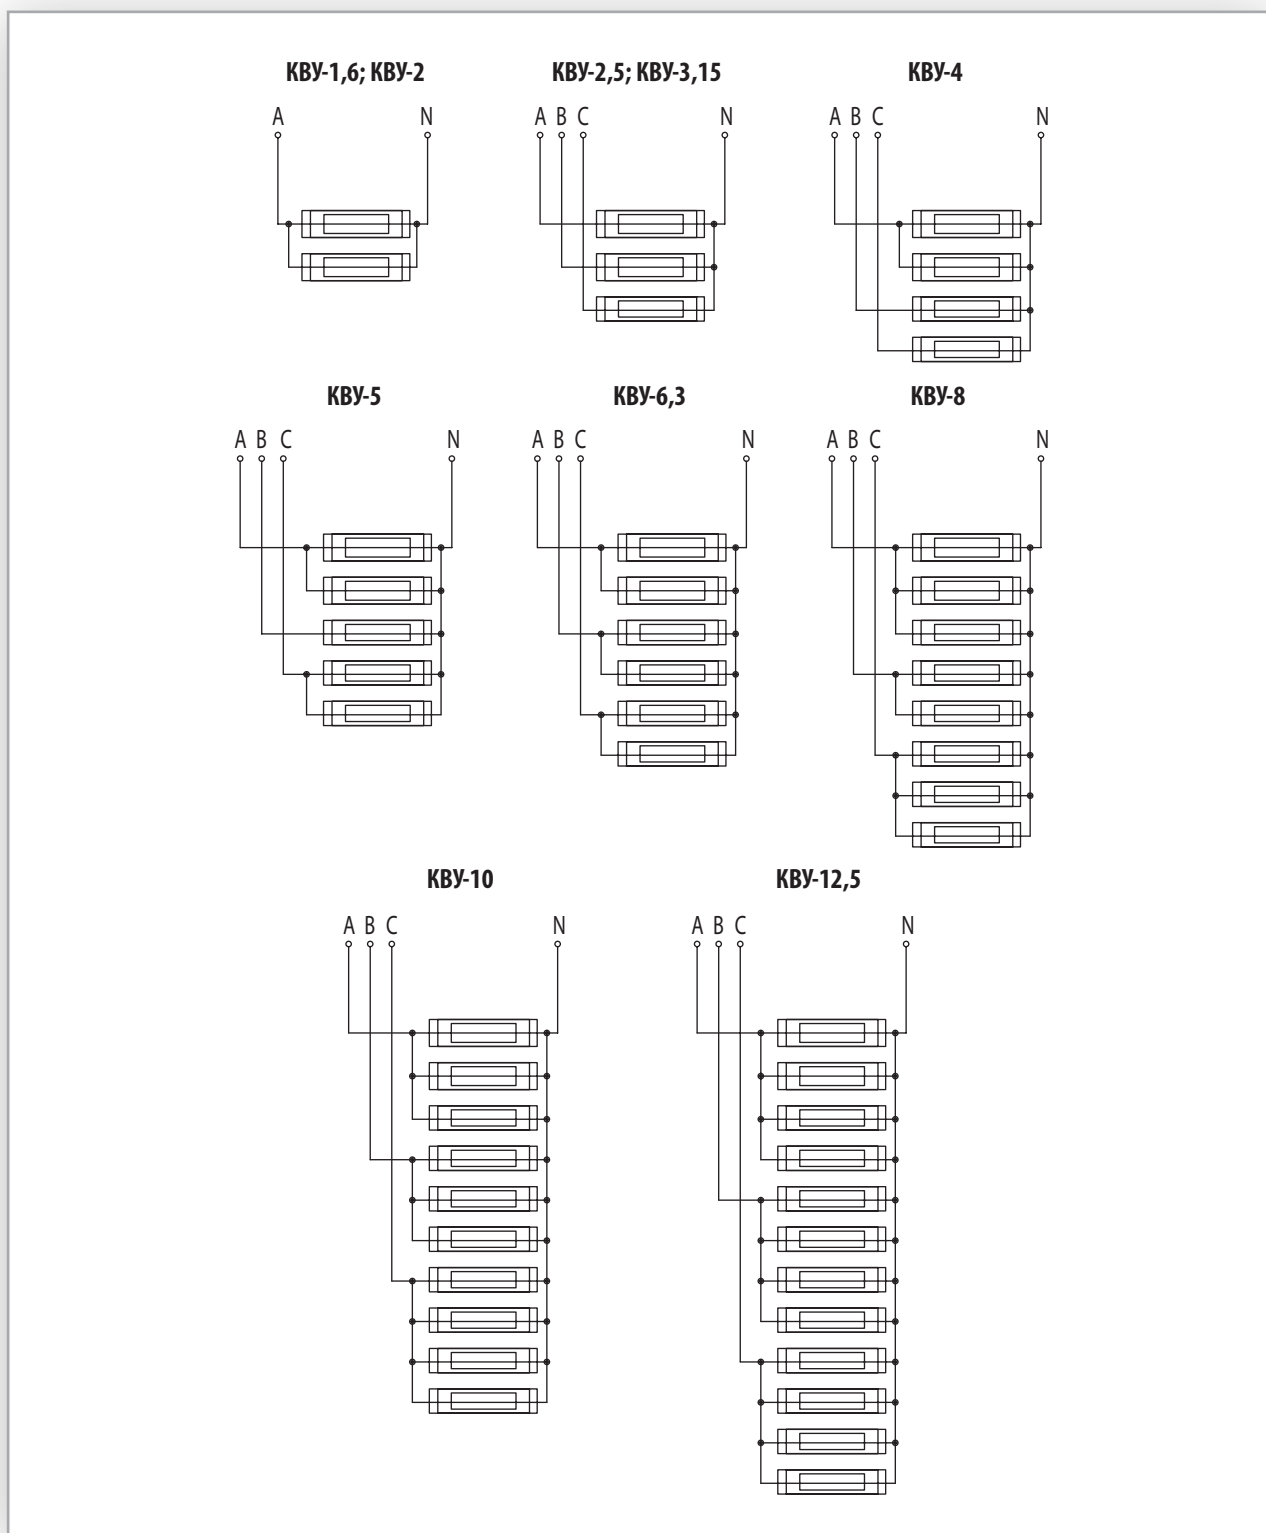 КВУ-1,6; КВУ-2 КВУ-2,5; КВУ-3,15 КВУ-4
A N A B C N A B C N
КВУ-5 КВУ-6,3 КВУ-8
A B C N A B C N A B C N
КВУ-10 КВУ-12,5
A B C N A B C N